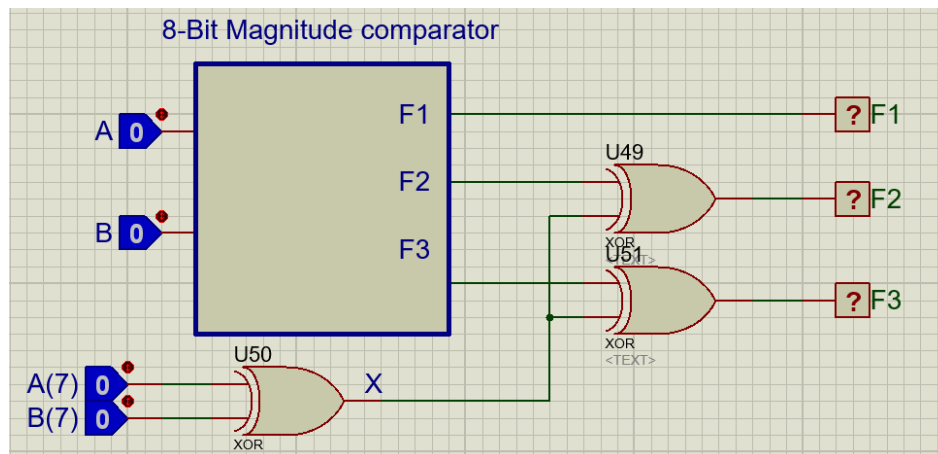 8-Bit Magnitude comparator
A 0
F1
? F1
U49
F2
? F2
B 0
XOR
<TEXT>
U51
F3
? F3
XOR
<TEXT>
U50
A(7) 0
X
B(7) 0
XOR